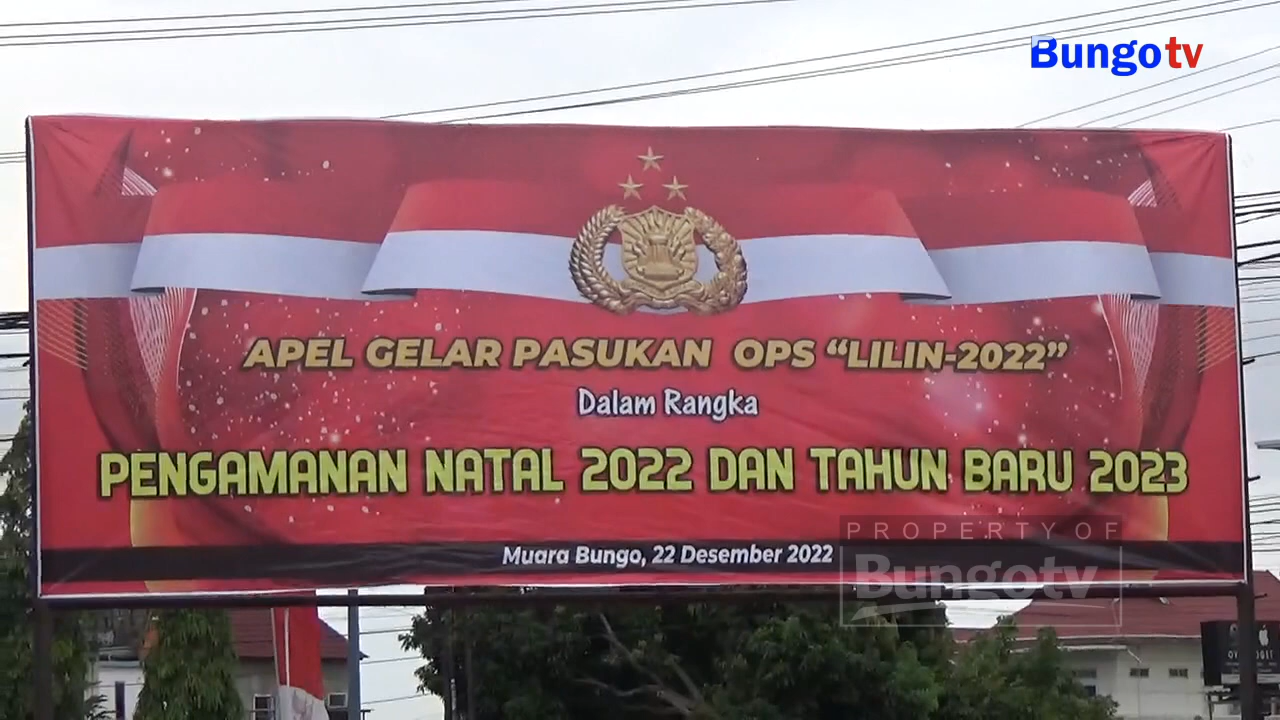 Bungotv
APEL GELAR PASUKAN OPS “LILIN-2022”
Dalam Rangka
PENGAMANAN NATAL 2022 DAN TAHUN BARU 2023
Muara Bungo, 22 Desember 2022
PROPERTY OF
Bungotv